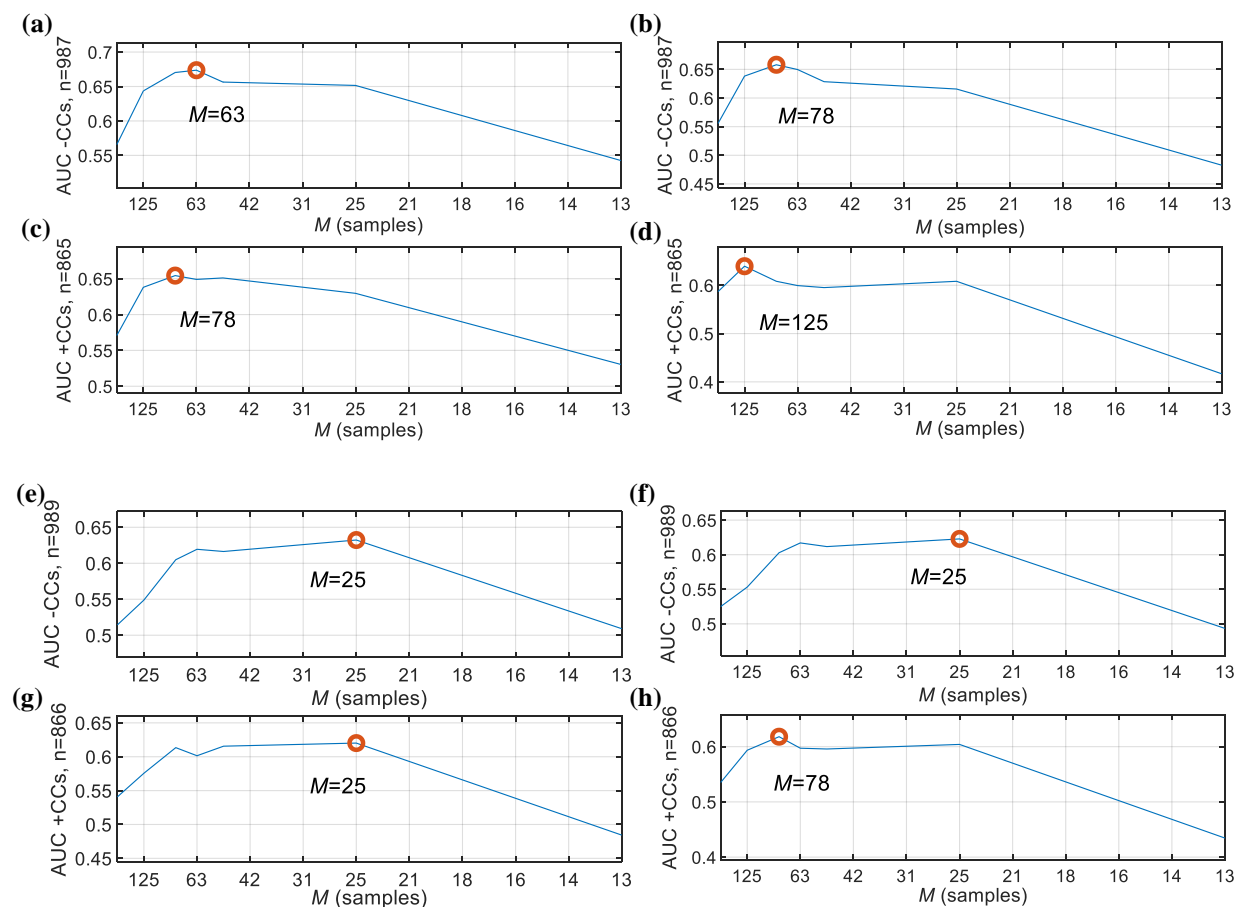 (a)
AUC -CCs, n=987
0.7
0.65
0.6
0.55
M=63
125 63 42 31 25 21 18 16 14 13
M (samples)
(b)
AUC -CCs, n=987
0.65
0.6
0.55
0.5
0.45
M=78
125 63 42 31 25 21 18 16 14 13
M (samples)
(c)
AUC +CCs, n=865
0.65
0.6
0.55
0.5
M=78
125 63 42 31 25 21 18 16 14 13
M (samples)
(d)
AUC +CCs, n=865
0.6
0.5
0.4
M=125
125 63 42 31 25 21 18 16 14 13
M (samples)
(e)
AUC -CCs, n=989
0.65
0.6
0.55
0.5
M=25
125 63 42 31 25 21 18 16 14 13
M (samples)
(f)
AUC -CCs, n=989
0.65
0.6
0.55
0.5
M=25
125 63 42 31 25 21 18 16 14 13
M (samples)
(g)
AUC +CCs, n=866
0.65
0.6
0.55
0.5
0.45
M=25
125 63 42 31 25 21 18 16 14 13
M (samples)
(h)
AUC +CCs, n=866
0.6
0.5
0.4
M=78
125 63 42 31 25 21 18 16 14 13
M (samples)